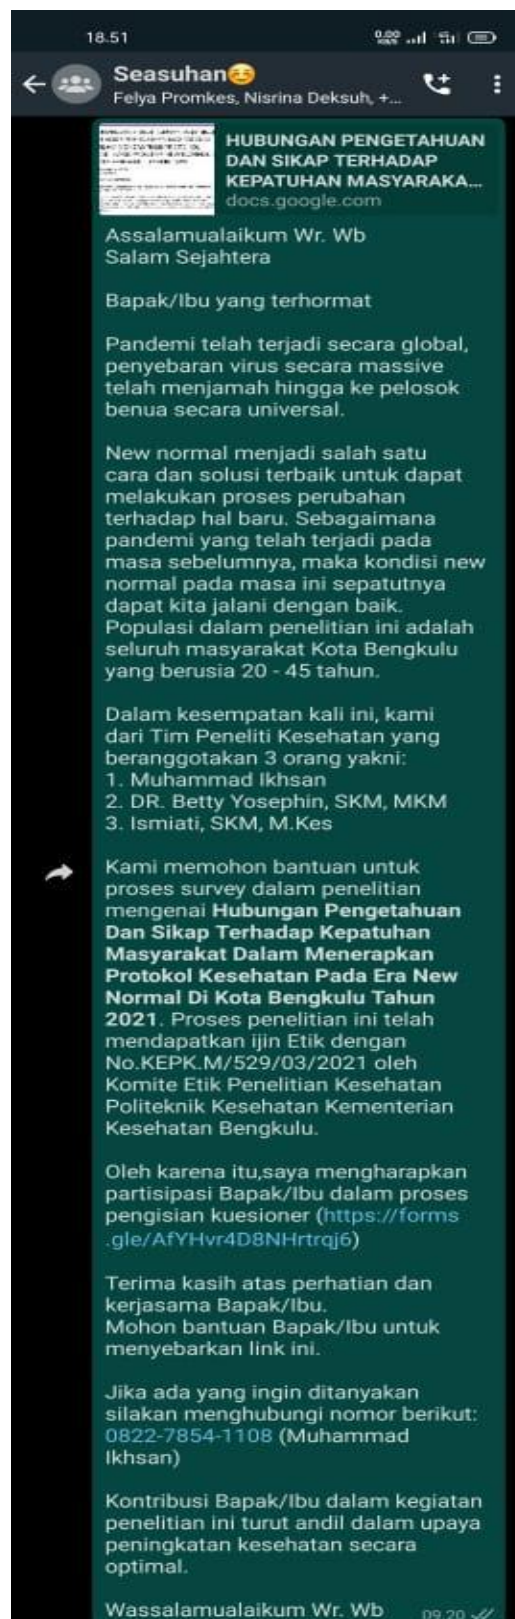 18.51
0.00
Seasuhan
Felya Promkes, Nisrina Deksuh, +...
HUBUNGAN PENGETAHUAN
DAN SIKAP TERHADAP
KEPATUHAN MASYARAKA...
docs.google.com
Assalamualaikum Wr. Wb
Salam Sejahtera
Bapak/Ibu yang terhormat
Pandemi telah terjadi secara global,
penyebaran virus secara massive
telah menjamah hingga ke pelosok
benua secara universal.
New normal menjadi salah satu
cara dan solusi terbaik untuk dapat
melakukan proses perubahan
terhadap hal baru. Sebagaimana
pandemi yang telah terjadi pada
masa sebelumnya, maka kondisi new
normal pada masa ini sepatutnya
dapat kita jalani dengan baik.
Populasi dalam penelitian ini adalah
seluruh masyarakat Kota Bengkulu
yang berusia 20 - 45 tahun.
Dalam kesempatan kali ini, kami
dari Tim Peneliti Kesehatan yang
beranggotakan 3 orang yakni:
1. Muhammad Ikhsan
2. DR. Betty Yosephin, SKM, MKM
3. Ismiati, SKM, M.Kes
Kami memohon bantuan untuk
proses survey dalam penelitian
mengenai Hubungan Pengetahuan
Dan Sikap Terhadap Kepatuhan
Masyarakat Dalam Menerapkan
Protokol Kesehatan Pada Era New
Normal Di Kota Bengkulu Tahun
2021. Proses penelitian ini telah
mendapatkan ijin Etik dengan
No.KEPK.M/529/03/2021 oleh
Komite Etik Penelitian Kesehatan
Politeknik Kesehatan Kementerian
Kesehatan Bengkulu.
Oleh karena itu,saya mengharapkan
partisipasi Bapak/Ibu dalam proses
pengisian kuesioner (https://forms
.gle/AfYHvr4D8NHrtrqj6)
Terima kasih atas perhatian dan
kerjasama Bapak/Ibu.
Mohon bantuan Bapak/Ibu untuk
menyebarkan link ini.
Jika ada yang ingin ditanyakan
silakan menghubungi nomor berikut:
0822-7854-1108 (Muhammad
Ikhsan)
Kontribusi Bapak/Ibu dalam kegiatan
penelitian ini turut andil dalam upaya
peningkatan kesehatan secara
optimal.
Wassalamualaikum Wr. Wb
09.20